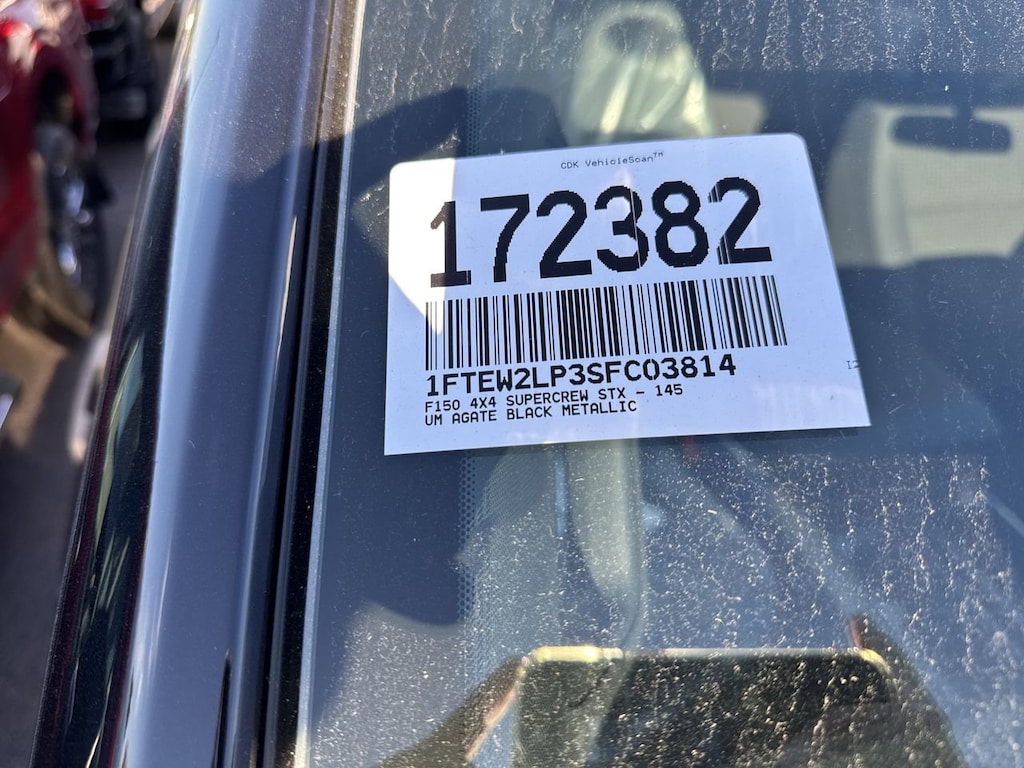 CDK VehicleScan™
172382
1FTEW2LP3SFC03814
F150 4X4 SUPERCREW STX - 145
UM AGATE BLACK METALLIC